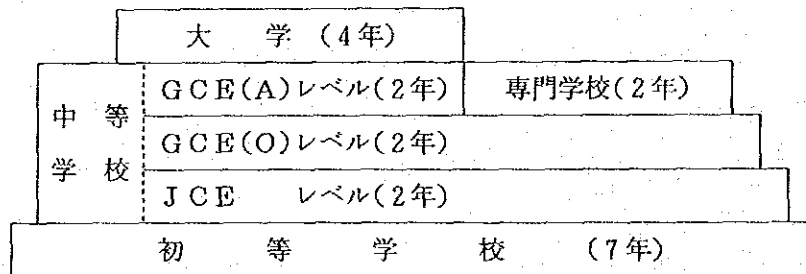 大学(4年)
GCE(A)レベル(2年)
専門学校(2年)
中等学校
GCE(O)レベル(2年)
JCE レベル(2年)
初等学校(7年)